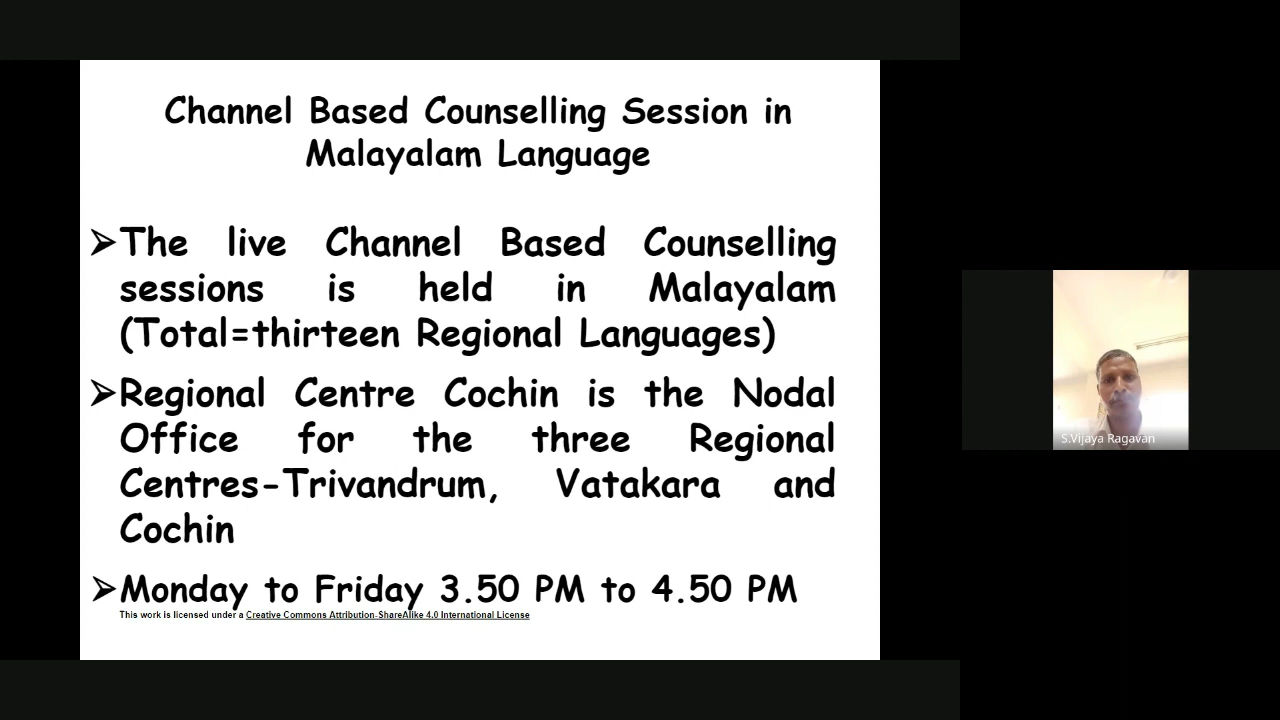 Channel Based Counselling Session in
Malayalam Language
➢The live Channel Based Counselling
sessions is held in Malayalam
(Total=thirteen Regional Languages)
➢Regional Centre Cochin is the Nodal
Office for the three Regional
Centres-Trivandrum, Vatakara and
Cochin
➢Monday to Friday 3.50 PM to 4.50 PM
This work is licensed under a Creative Commons Attribution-ShareAlike 4.0 International License
S.Vijaya Ragavan